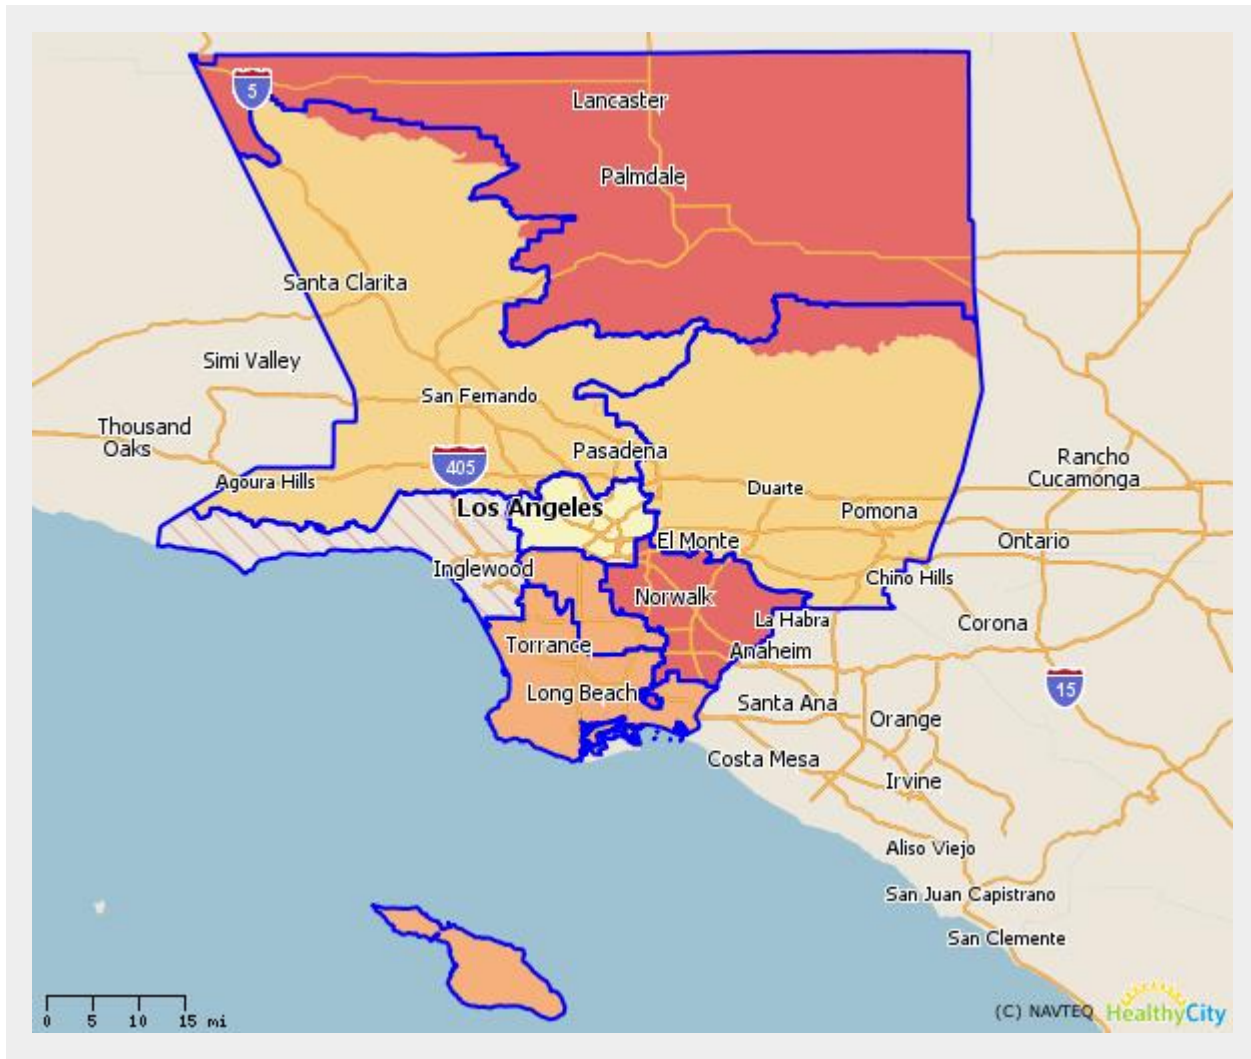 5
Lancaster
Palmdale
Santa Clarita
Simi Valley
San Fernando
Thousand
Oaks
Pasadena
405
Agoura Hills
Rancho
Cucamonga
Duarte
Los Angeles
Pomona
El Monte
Ontario
Inglewood
Chino Hills
Norwalk
La Habra
Corona
Torrance
Anaheim
Long Beach
15
Santa Ana
Orange
Costa Mesa
Irvine
Aliso Viejo
San Juan Capistrano
San Clemente
0 5 10 15 mi
(C) NAVTEQ HealthyCity